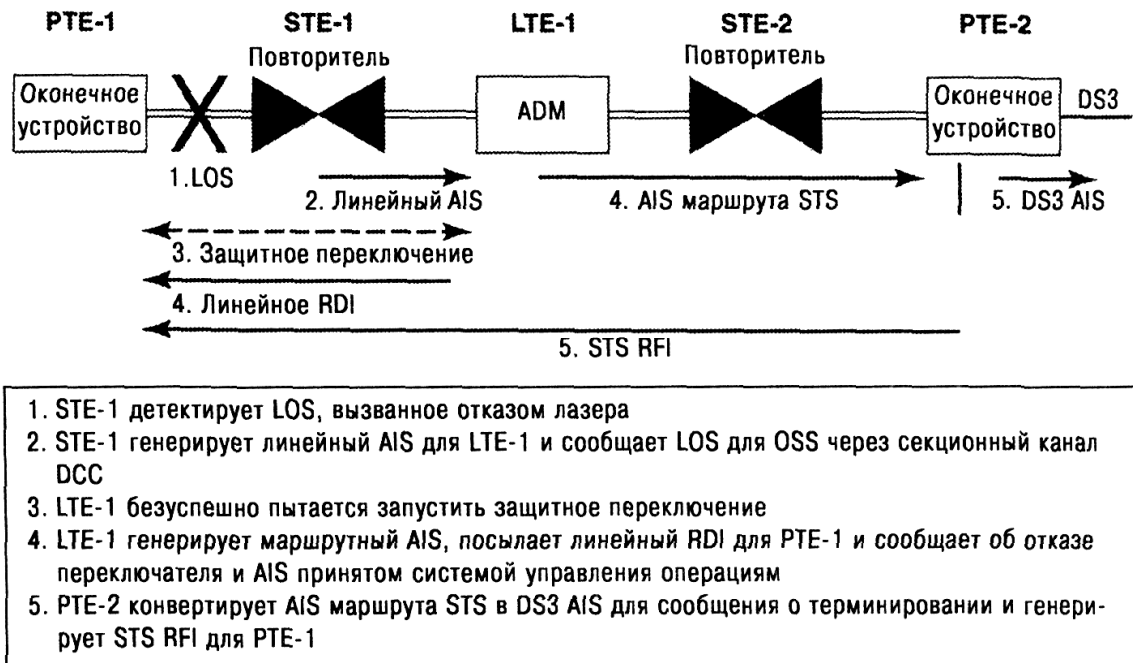 PTE-1 STE-1 LTE-1 STE-2 PTE-2
Повторитель Повторитель
Оконечное устройство
ADM
Оконечное устройство
DS3
1.LOS
2. Линейный AIS
4. AIS маршрута STS
5. DS3 AIS
3. Защитное переключение
4. Линейное RDI
5. STS RFI
1. STE-1 детектирует LOS, вызванное отказом лазера
2. STE-1 генерирует линейный AIS для LTE-1 и сообщает LOS для OSS через секционный канал
DCC
3. LTE-1 безуспешно пытается запустить защитное переключение
4. LTE-1 генерирует маршрутный AIS, посылает линейный RDI для PTE-1 и сообщает об отказе
переключателя и AIS принятом системой управления операциям
5. PTE-2 конвертирует AIS маршрута STS в DS3 AIS для сообщения о терминировании и генери-
рует STS RFI для PTE-1